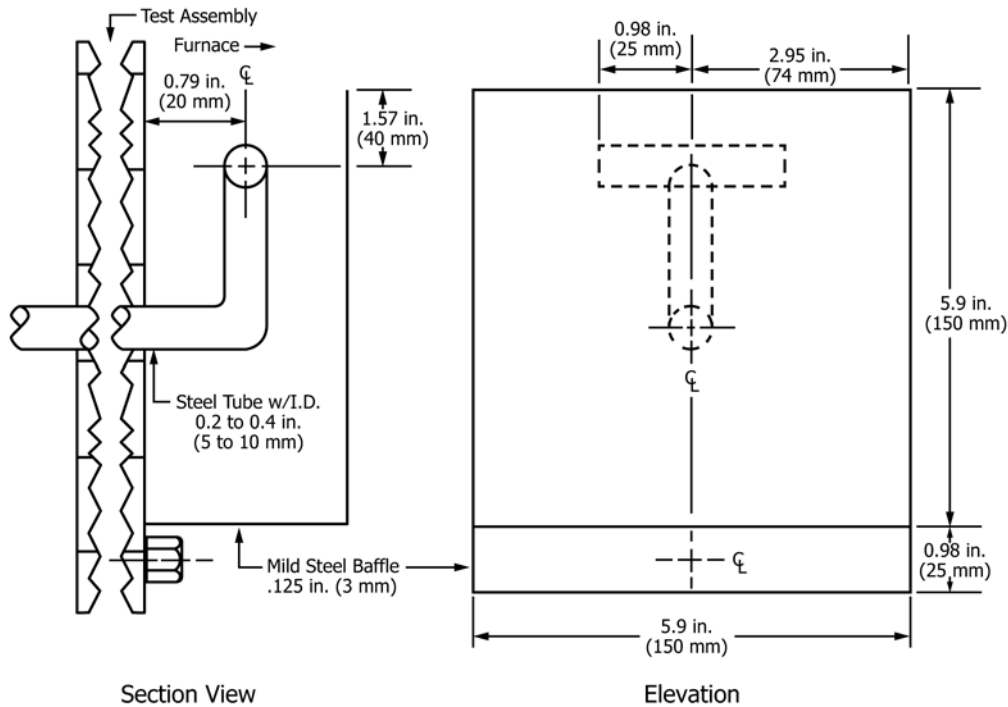 Test Assembly
Furnace
℄
0.79 in.
(20 mm)
1.57 in.
(40 mm)
Steel Tube w/I.D.
0.2 to 0.4 in.
(5 to 10 mm)
Mild Steel Baffle
.125 in. (3 mm)
Section View
0.98 in.
(25 mm)
2.95 in.
(74 mm)
℄
5.9 in.
(150 mm)
℄
0.98 in.
(25 mm)
5.9 in.
(150 mm)
Elevation